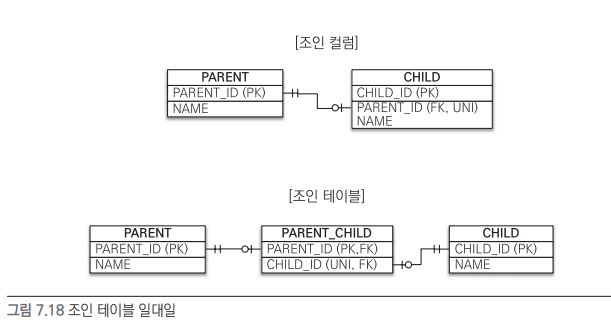 [조인 컬럼]
PARENT
PARENT_ID (PK)
NAME
CHILD
CHILD_ID (PK)
PARENT_ID (FK, UNI)
NAME
[조인 테이블]
PARENT
PARENT_ID (PK)
NAME
PARENT_CHILD
PARENT_ID (PK,FK)
CHILD_ID (UNI, FK)
CHILD
CHILD_ID (PK)
NAME
그림 7.18 조인 테이블 일대일